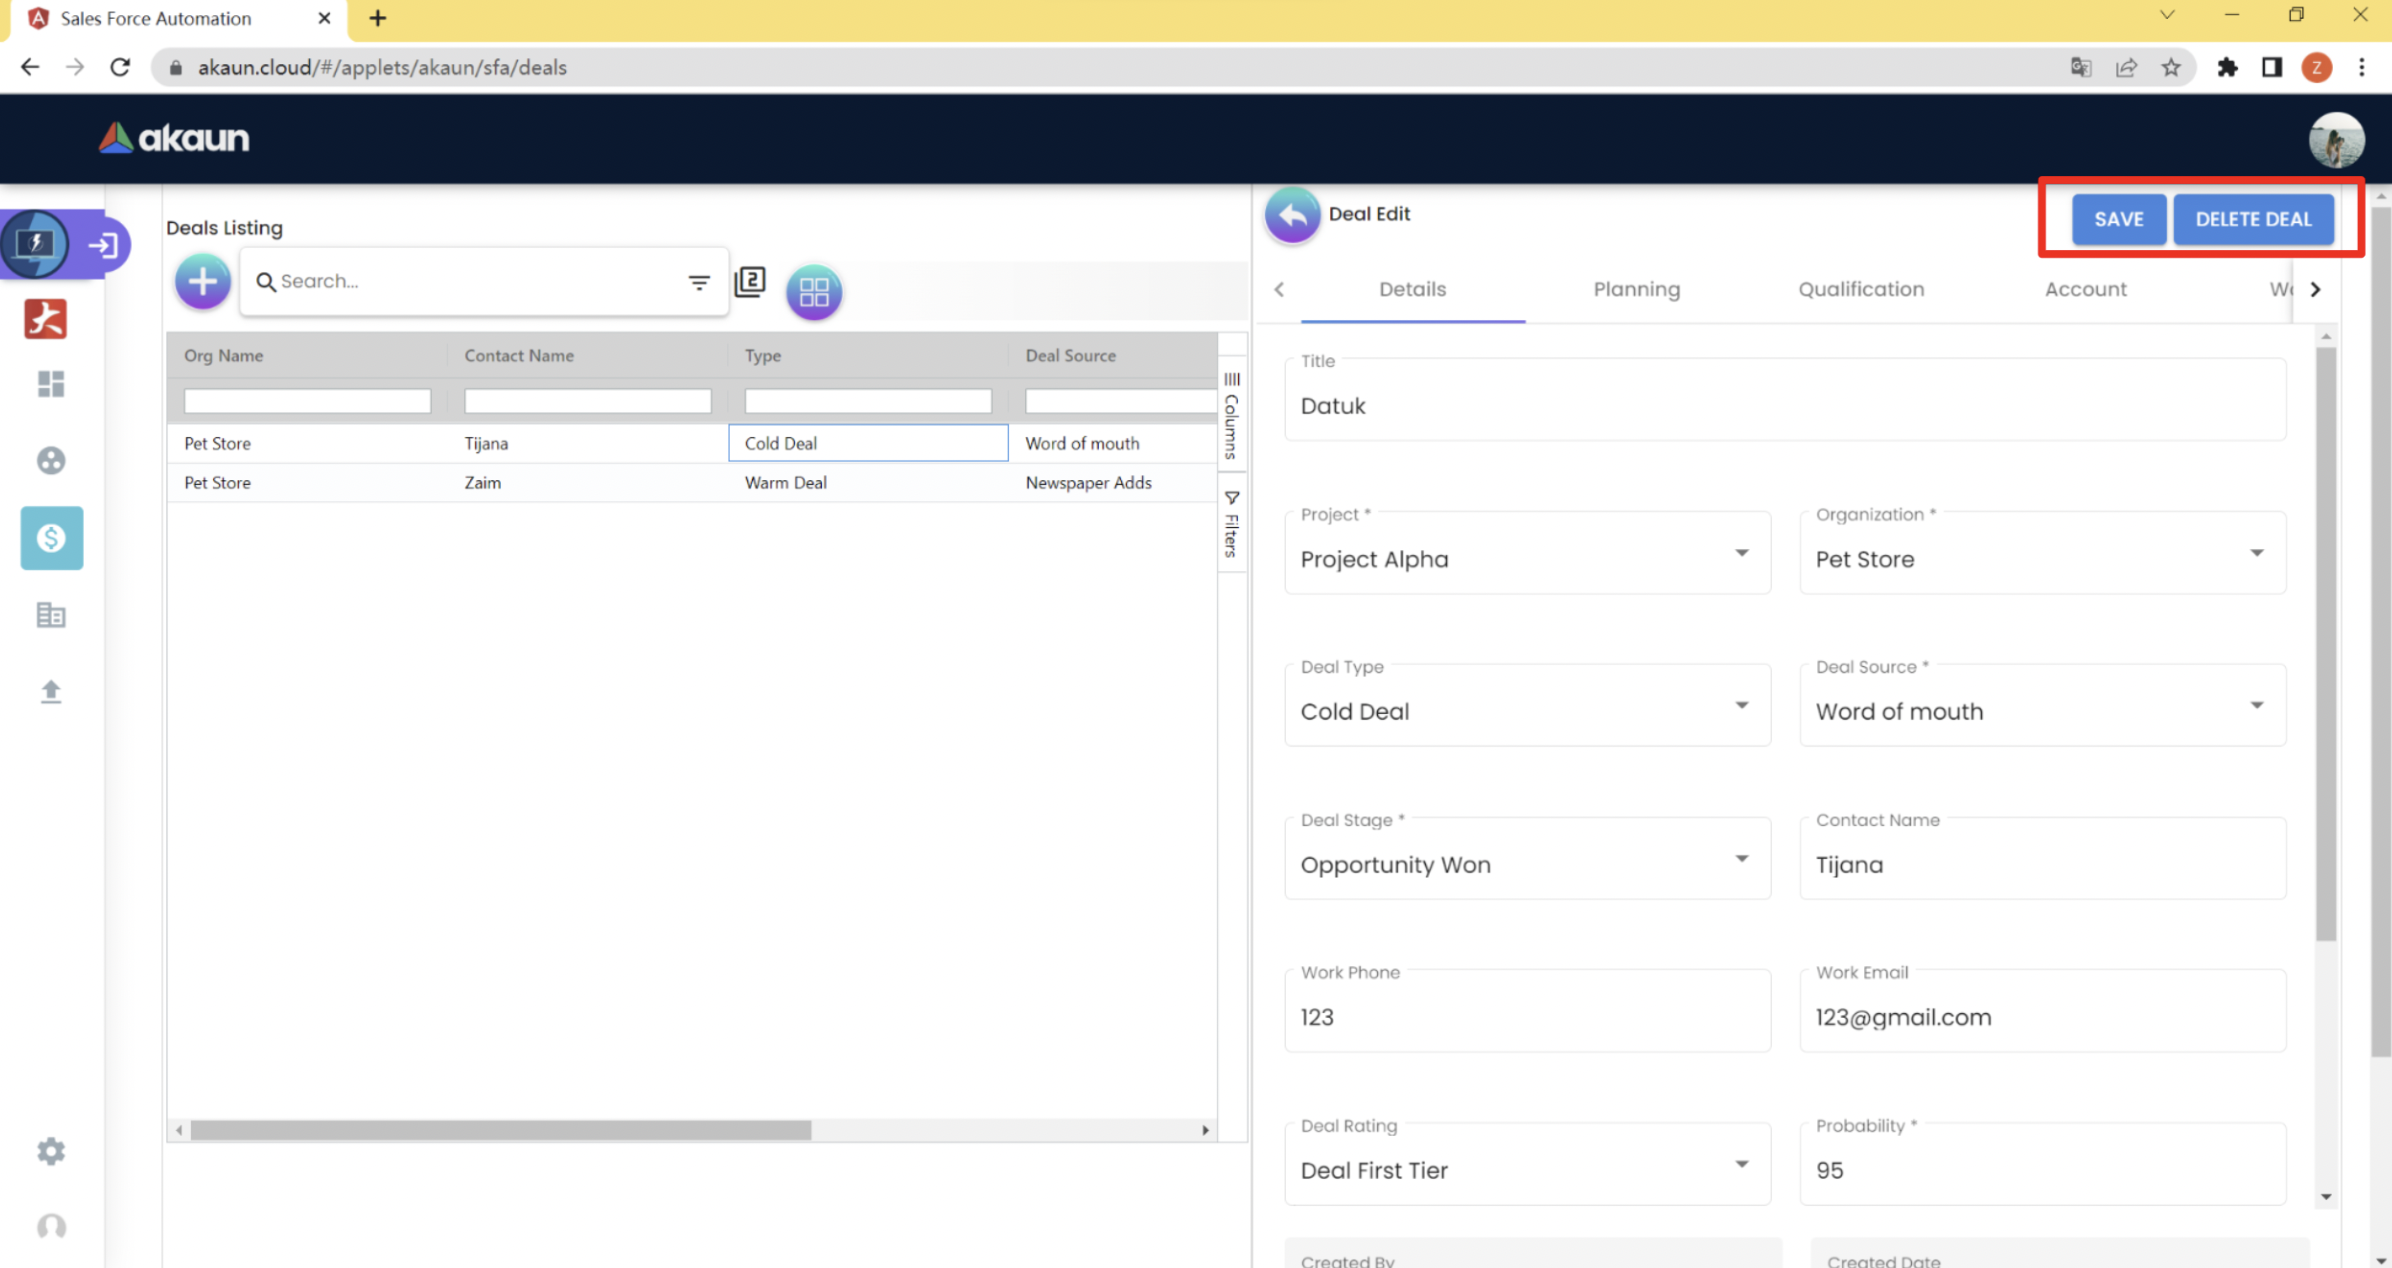 Sales Force Automation
akaun.cloud/#/applets/akaun/sfa/deals
Z
akaun
Deals Listing
Search...
2
Org Name Contact Name Type Deal Source
Pet Store Tijana Cold Deal Word of mouth
Pet Store Zaim Warm Deal Newspaper Adds
Columns
Filters
Deal Edit
SAVE DELETE DEAL
Details Planning Qualification Account
Title
Datuk
Project * Organization *
Project Alpha Pet Store
Deal Type Deal Source *
Cold Deal Word of mouth
Deal Stage * Contact Name
Opportunity Won Tijana
Work Phone Work Email
123 123@gmail.com
Deal Rating Probability *
Deal First Tier 95
Created By Created Date